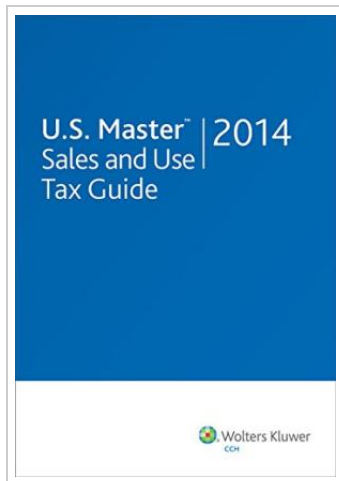 U.S. Master™ | 2014
Sales and Use
Tax Guide
Wolters Kluwer
CCH